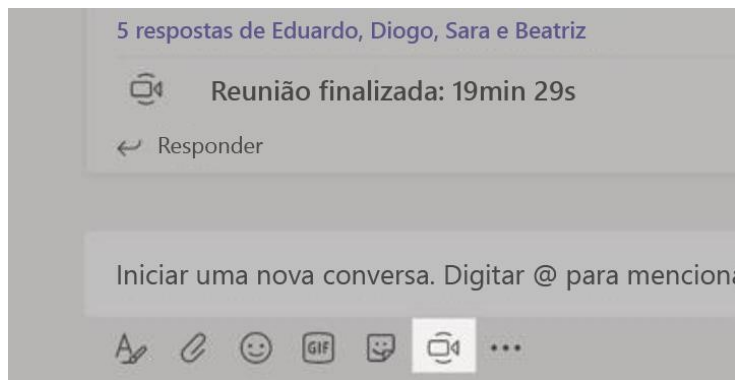 5 respostas de Eduardo, Diogo, Sara e Beatriz
Reunião finalizada: 19min 29s
Responder
Iniciar uma nova conversa. Digitar @ para menciona
GIF